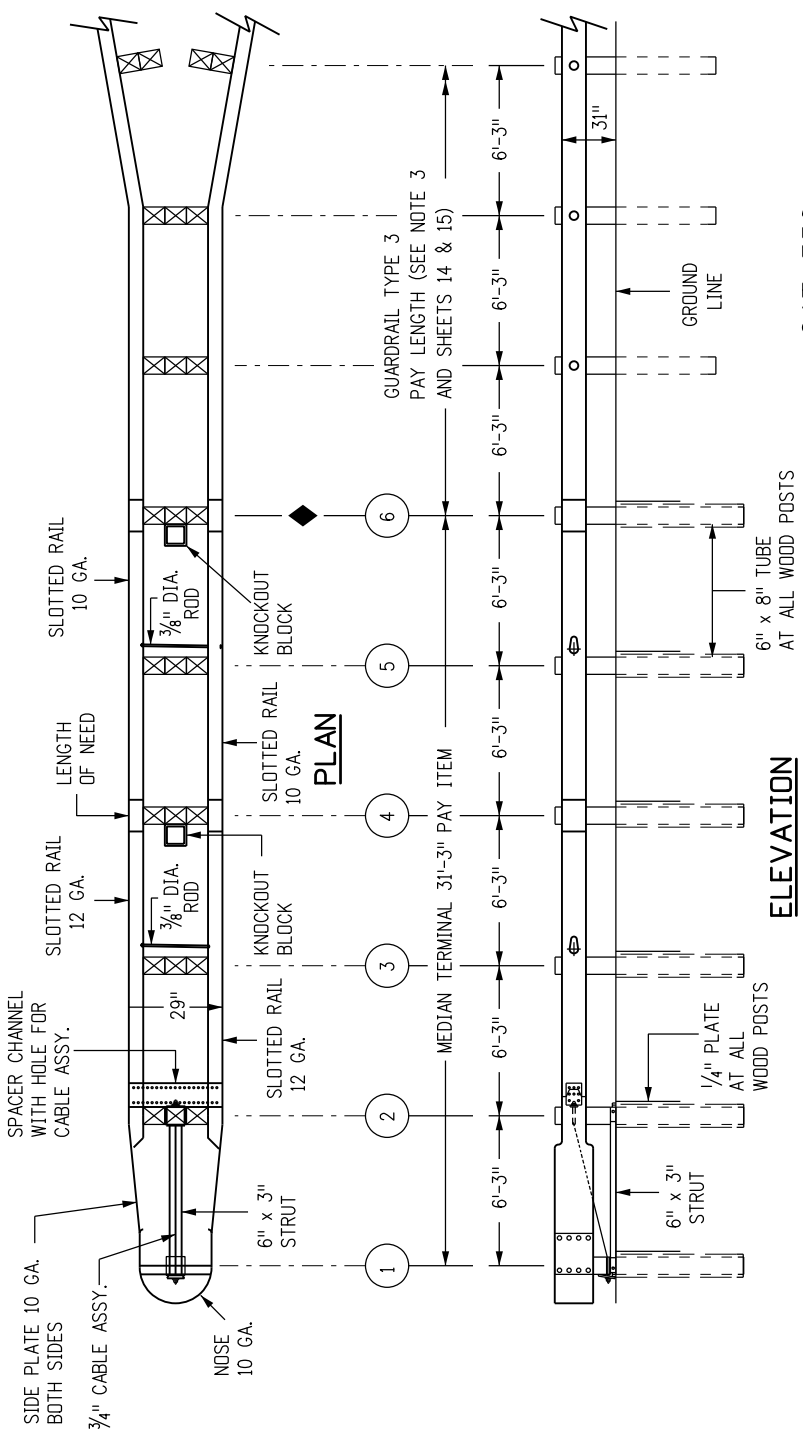 SIDE PLATE 10 GA.
BOTH SIDES
3/4" CABLE ASSY.
NOSE
10 GA.
SPACER CHANNEL
WITH HOLE FOR
CABLE ASSY.
6" x 3"
STRUT
29"
SLOTTED RAIL
12 GA.
SLOTTED RAIL
12 GA.
3/8" DIA.
ROD
KNOCKOUT
BLOCK
LENGTH
OF NEED
SLOTTED RAIL
10 GA.
SLOTTED RAIL
10 GA.
3/8" DIA.
ROD
KNOCKOUT
BLOCK
PLAN
1
2
3
4
5
6
MEDIAN TERMINAL 31'-3" PAY ITEM
GUARDRAIL TYPE 3
PAY LENGTH (SEE NOTE 3
AND SHEETS 14 & 15)
6'-3"
6'-3"
6'-3"
6'-3"
6'-3"
6'-3"
6'-3"
6'-3"
31"
6" x 3"
STRUT
1/4" PLATE
AT ALL
WOOD POSTS
6" x 8" TUBE
AT ALL WOOD POSTS
GROUND
LINE
ELEVATION